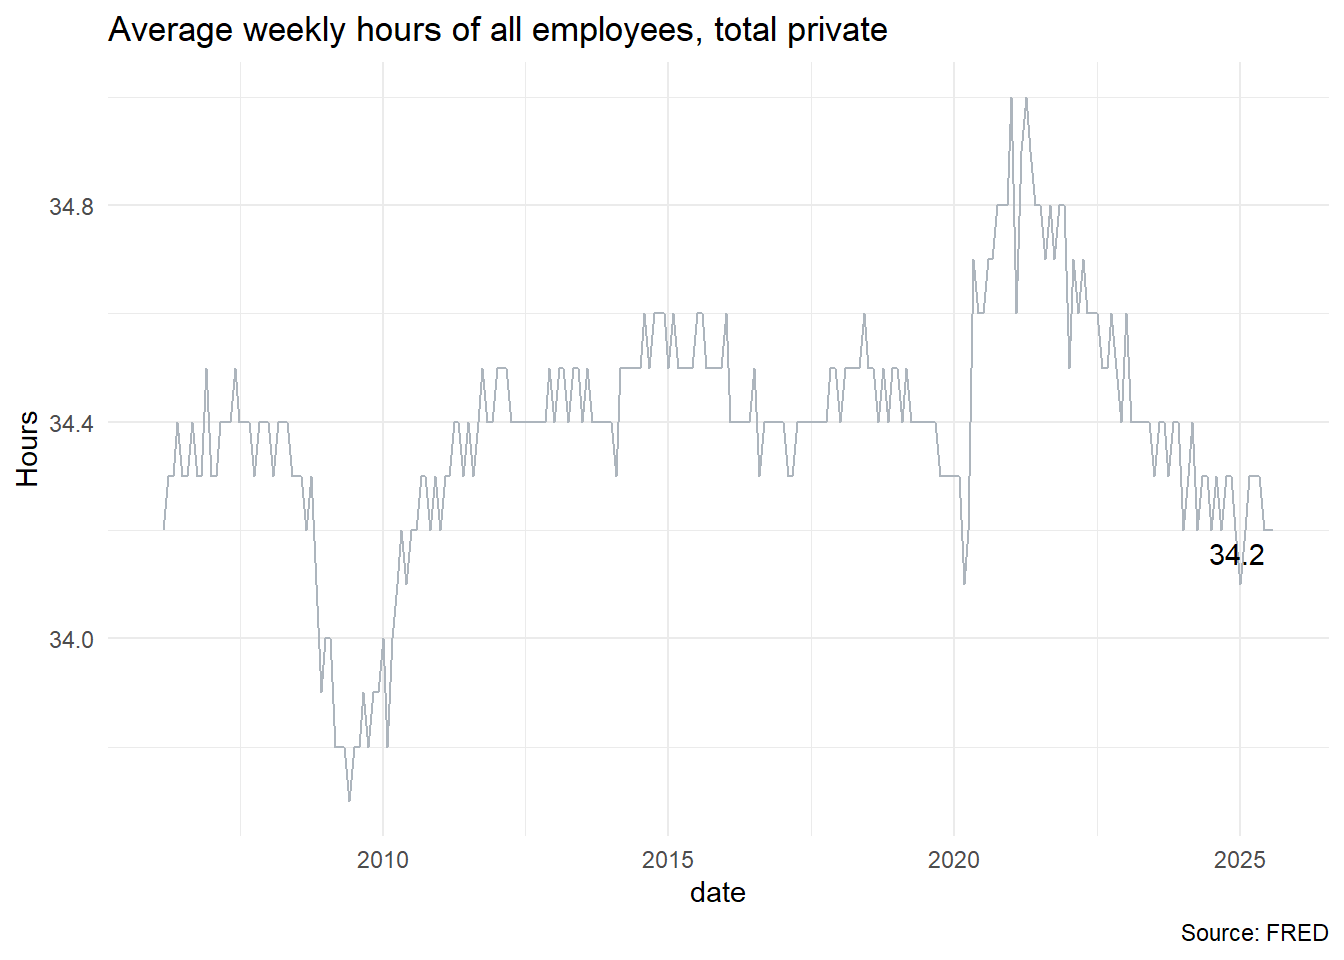 Average weekly hours of all employees, total private
34.8
34.4
34.0
Hours
34.2
2010 2015 2020 2025
date
Source: FRED